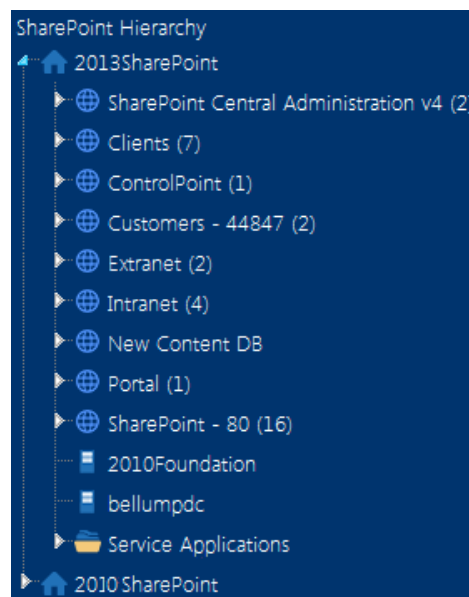 SharePoint Hierarchy
2013SharePoint
SharePoint Central Administration v4 (2)
Clients (7)
ControlPoint (1)
Customers - 44847 (2)
Extranet (2)
Intranet (4)
New Content DB
Portal (1)
SharePoint - 80 (16)
2010Foundation
bellumpdc
Service Applications
2010 SharePoint